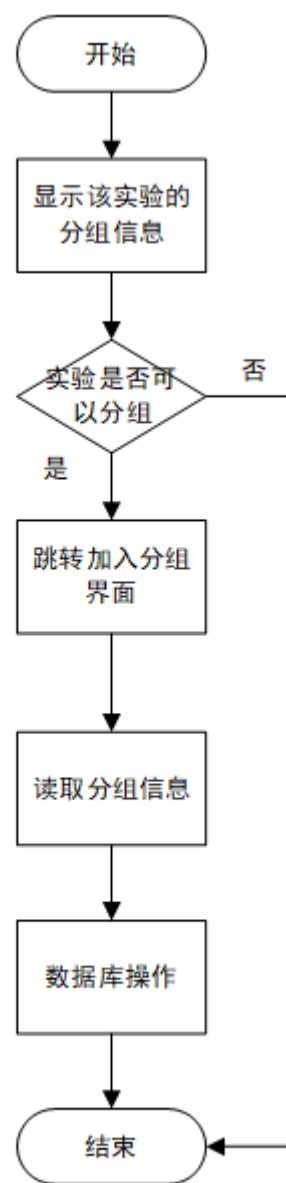 开始
显示该实验的
分组信息
实验是否可
以分组
否
是
跳转加入分组
界面
读取分组信息
数据库操作
结束